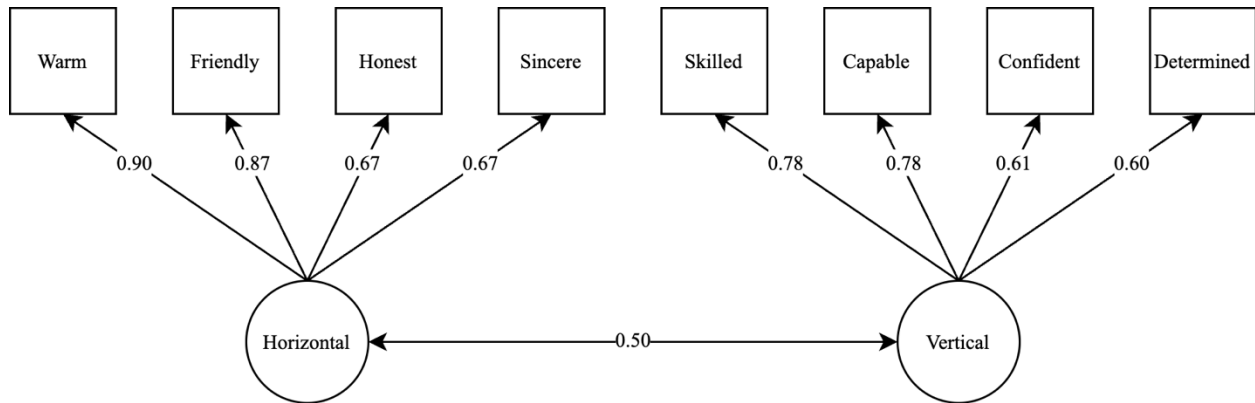 Warm
Friendly
Honest
Sincere
Skilled
Capable
Confident
Determined
0.90
0.87
0.67
0.67
0.78
0.78
0.61
0.60
Horizontal
0.50
Vertical